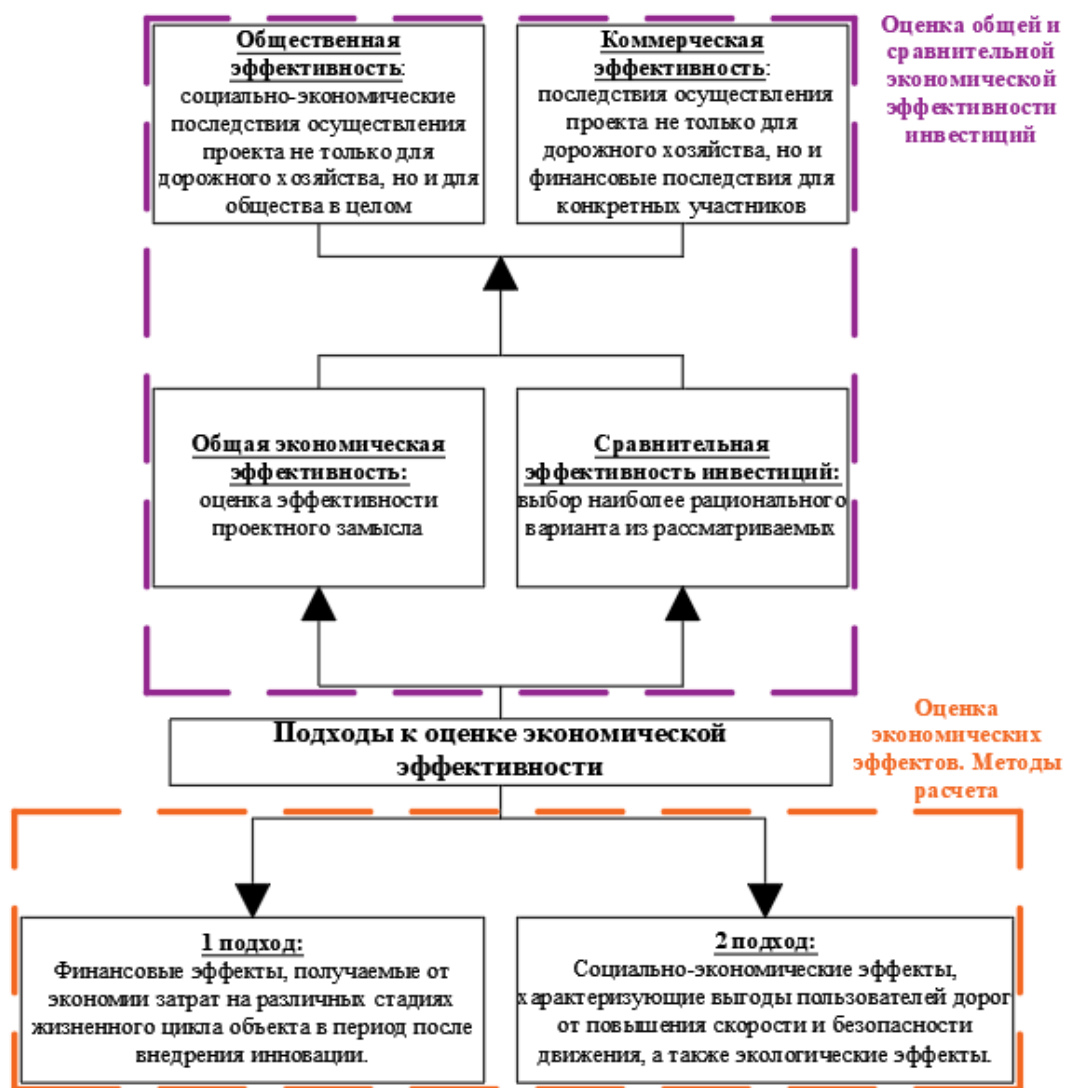 Общественная
эффективность:
социально-экономические
последствия осуществления
проекта не только для
дорожного хозяйства, но и для
общества в целом
Коммерческая
эффективность:
последствия осуществления
проекта не только для
дорожного хозяйства, но и
финансовые последствия для
конкретных участников
Оценка общей и
сравнительной
экономической
эффективности
инвестиций
Общая экономическая
эффективность:
оценка эффективности
проектного замысла
Сравнительная
эффективность инвестиций:
выбор наиболее рационального
варианта из рассматриваемых
Подходы к оценке экономической
эффективности
Оценка
экономических
эффектов. Методы
расчета
1 подход:
Финансовые эффекты, получаемые от
экономии затрат на различных стадиях
жизненного цикла объекта в период после
внедрения инновации.
2 подход:
Социально-экономические эффекты,
характеризующие выгоды пользователей дорог
от повышения скорости и безопасности
движения, а также экологические эффекты.